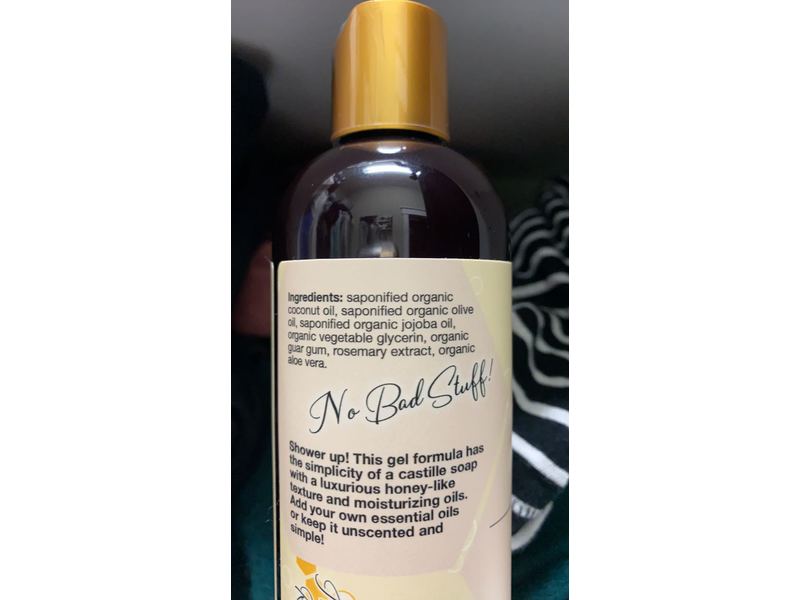 Ingredients: saponified organic
coconut oil, saponified organic olive
oil, saponified organic jojoba oil,
organic vegetable glycerin, organic
guar gum, rosemary extract, organic
aloe vera.
No Bad Stuff!
Shower up! This gel formula has
the simplicity of a castille soap
with a luxurious honey-like
texture and moisturizing oils.
Add your own essential oils
or keep it unscented and
simple!